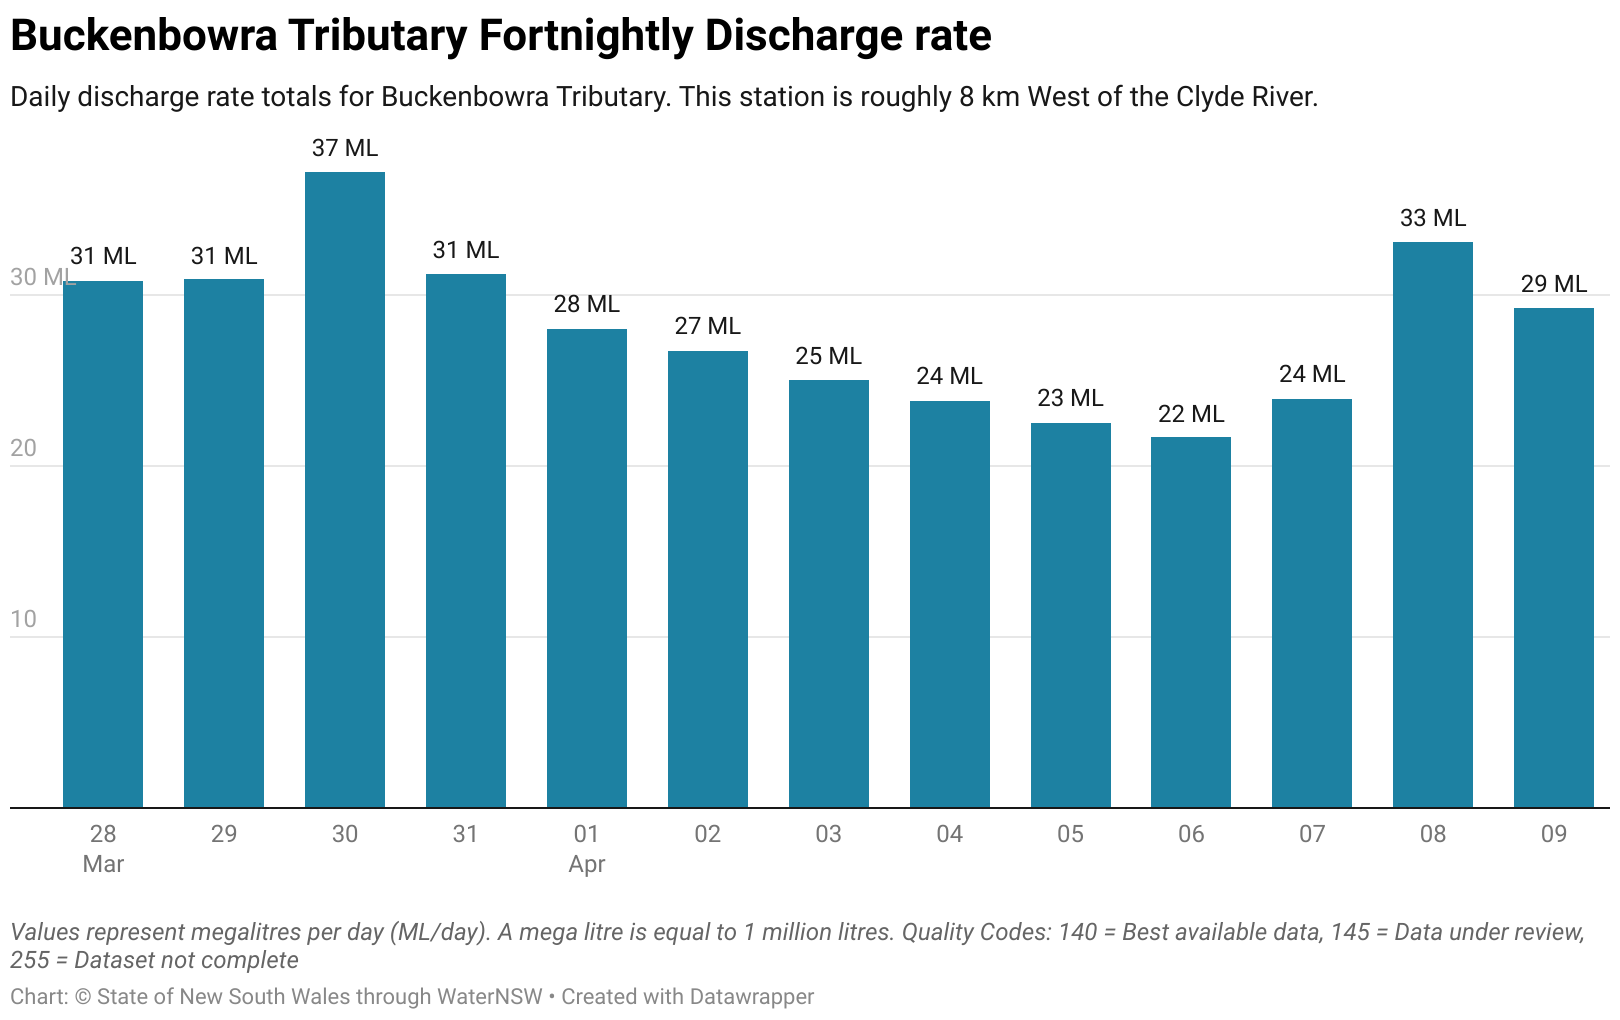 Buckenbowra Tributary Fortnightly Discharge rate
Daily discharge rate totals for Buckenbowra Tributary. This station is roughly 8 km West of the Clyde River.
37 ML
33 ML
31 ML
31 ML
31 ML
30 ML
29 ML
28 ML
27 ML
25 ML
24 ML
24 ML
23 ML
22 ML
20
10
28 29 30 31 01 02 03 04 05 06 07 08 09
Mar Apr
Values represent megalitres per day (ML/day). A mega litre is equal to 1 million litres. Quality Codes: 140 = Best available data, 145 = Data under review,
255 = Dataset not complete
Chart: © State of New South Wales through WaterNSW • Created with Datawrapper